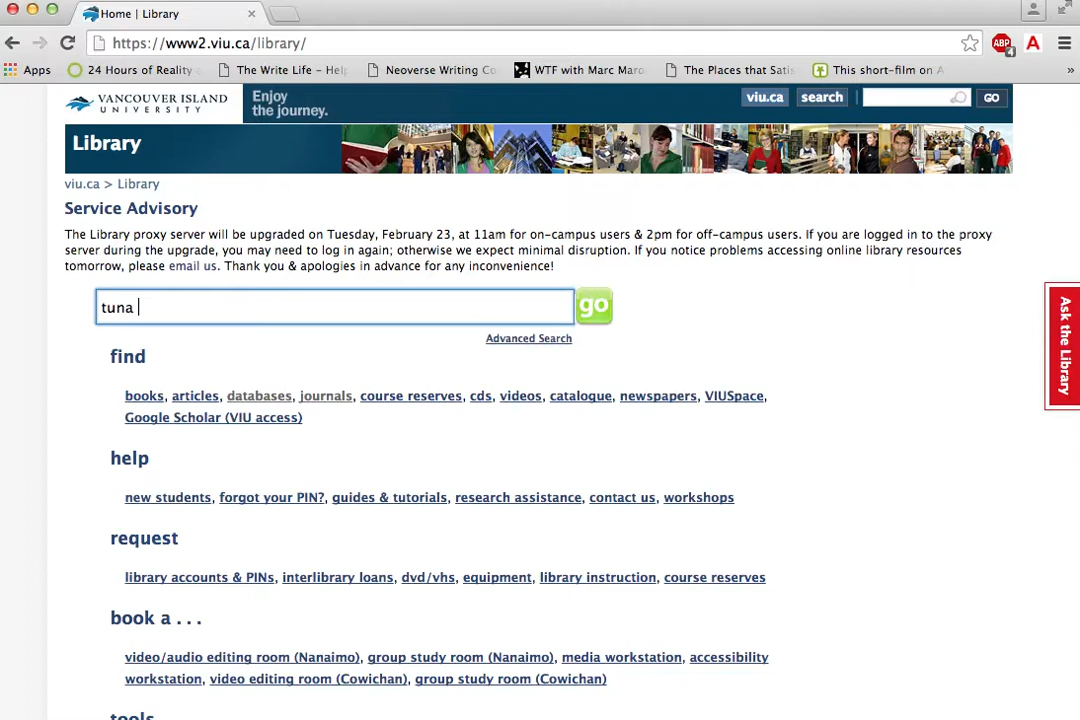 Home | Library
https://www2.viu.ca/library/
ABP 4 A
Apps 24 Hours of Reality The Write Life – Help Neoverse Writing Co WTF with Marc Maro The Places that Satis This short-film on A »
VANCOUVER ISLAND
UNIVERSITY
Enjoy
the journey.
viu.ca search GO
Library
viu.ca > Library
Service Advisory
The Library proxy server will be upgraded on Tuesday, February 23, at 11am for on-campus users & 2pm for off-campus users. If you are logged in to the proxy
server during the upgrade, you may need to log in again; otherwise we expect minimal disruption. If you notice problems accessing online library resources
tomorrow, please email us. Thank you & apologies in advance for any inconvenience!
tuna
go
Advanced Search
Ask the Library
find
books, articles, databases, journals, course reserves, cds, videos, catalogue, newspapers, VIUSpace,
Google Scholar (VIU access)
help
new students, forgot your PIN?, guides & tutorials, research assistance, contact us, workshops
request
library accounts & PINs, interlibrary loans, dvd/vhs, equipment, library instruction, course reserves
book a . . .
video/audio editing room (Nanaimo), group study room (Nanaimo), media workstation, accessibility
workstation, video editing room (Cowichan), group study room (Cowichan)
tools